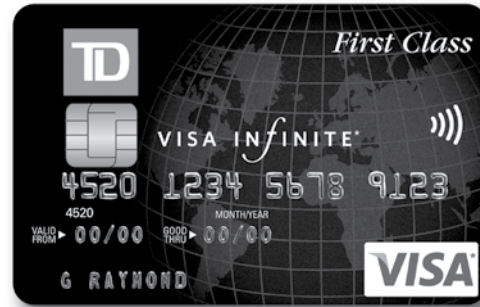 TD
First Class
VISA INFINITE*
4520 1234 5678 9123
4520
MONTH/YEAR
VALID FROM ► 00/00 GOOD THRU ► 00/00
G RAYMOND
VISA